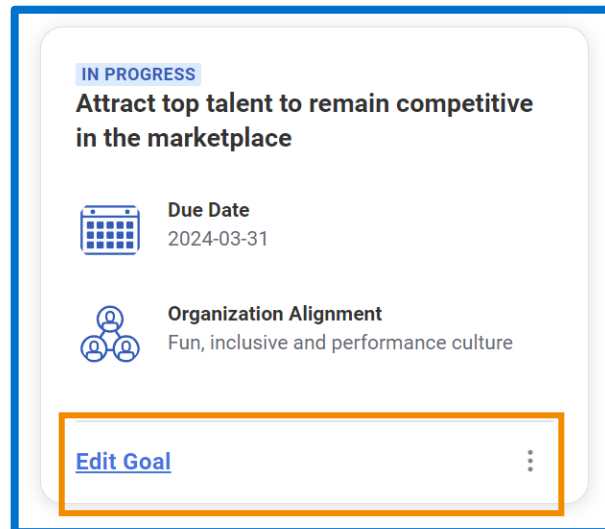 IN PROGRESS
Attract top talent to remain competitive
in the marketplace
Due Date
2024-03-31
Organization Alignment
Fun, inclusive and performance culture
Edit Goal